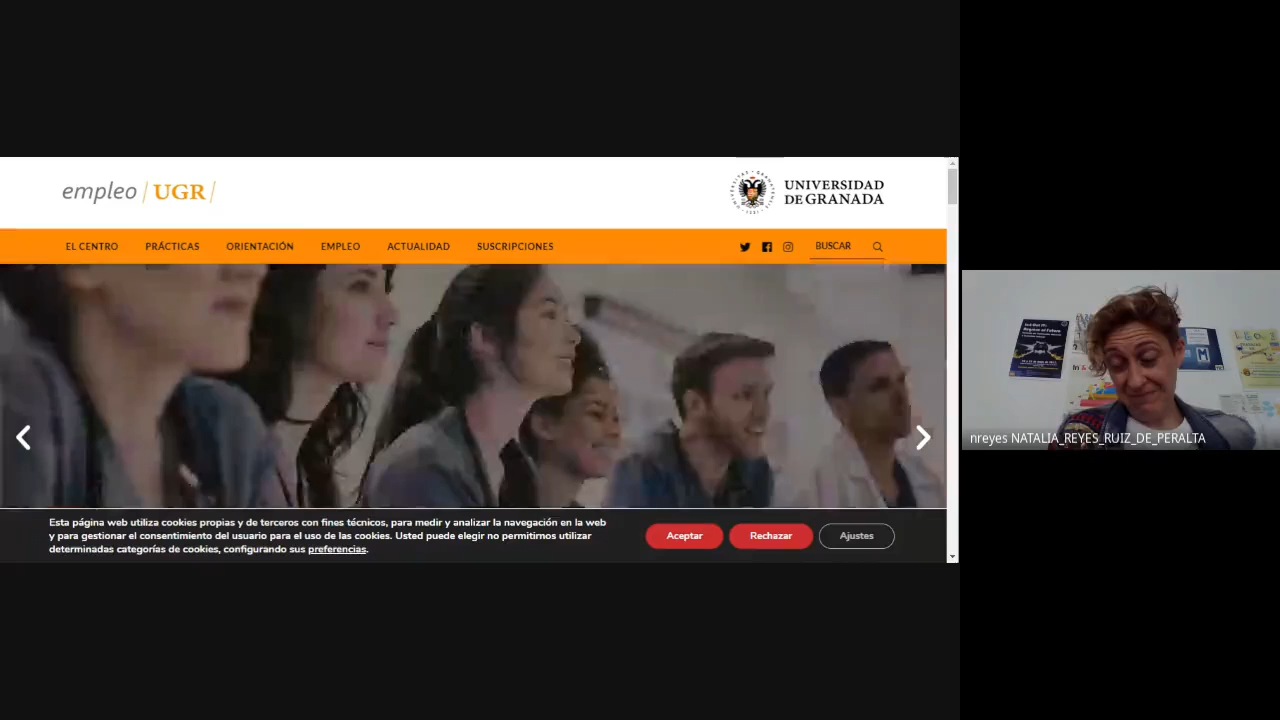 empleo / UGR /
UNIVERSIDAD
DE GRANADA
EL CENTRO PRÁCTICAS ORIENTACIÓN EMPLEO ACTUALIDAD SUSCRIPCIONES BUSCAR
Esta página web utiliza cookies propias y de terceros con fines técnicos, para medir y analizar la navegación en la web
y para gestionar el consentimiento del usuario para el uso de las cookies. Usted puede elegir no permitirnos utilizar
determinadas categorías de cookies, configurando sus preferencias.
Aceptar Rechazar Ajustes
nreyes NATALIA_REYES_RUIZ_DE_PERALTA